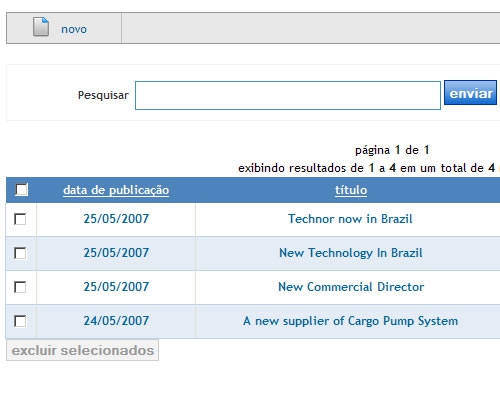 novo
Pesquisar enviar
página 1 de 1
exibindo resultados de 1 a 4 em um total de 4
data de publicação título
25/05/2007 Technor now in Brazil
25/05/2007 New Technology In Brazil
25/05/2007 New Commercial Director
24/05/2007 A new supplier of Cargo Pump System
excluir selecionados